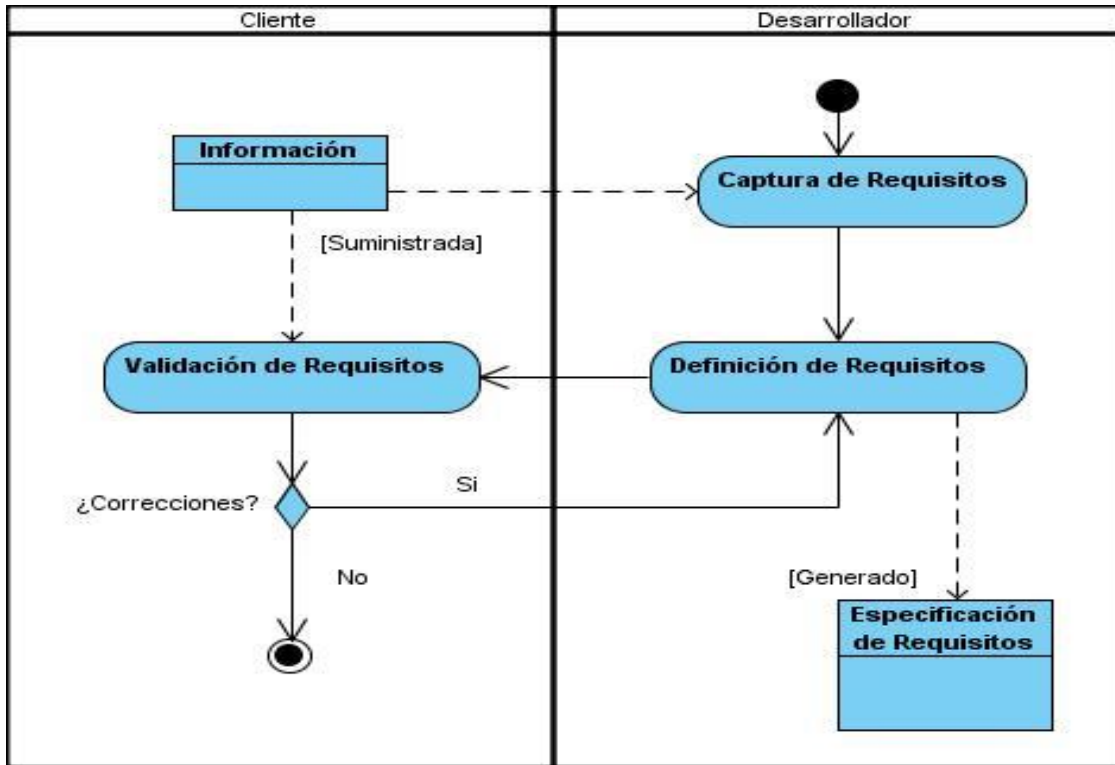 Cliente
Desarrollador
Información
Captura de Requisitos
[Suministrada]
Validación de Requisitos
Definición de Requisitos
¿Correcciones?
Si
No
[Generado]
Especificación
de Requisitos